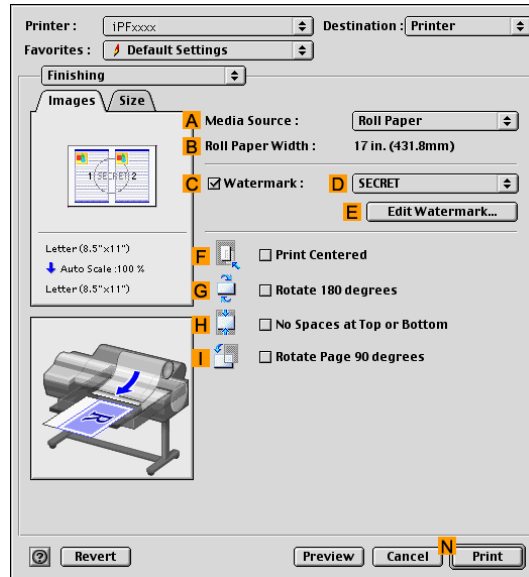 Printer : iPFxxxx Destination : Printer
Favorites : Default Settings
Finishing
Images Size
A Media Source : Roll Paper
B Roll Paper Width : 17 in. (431.8mm)
1 (SECRET) 2
C Watermark : D SECRET
E Edit Watermark...
Letter (8.5"x11")
Auto Scale :100 %
Letter (8.5"x11")
F Print Centered
G Rotate 180 degrees
H No Spaces at Top or Bottom
I Rotate Page 90 degrees
R
? Revert Preview Cancel N Print